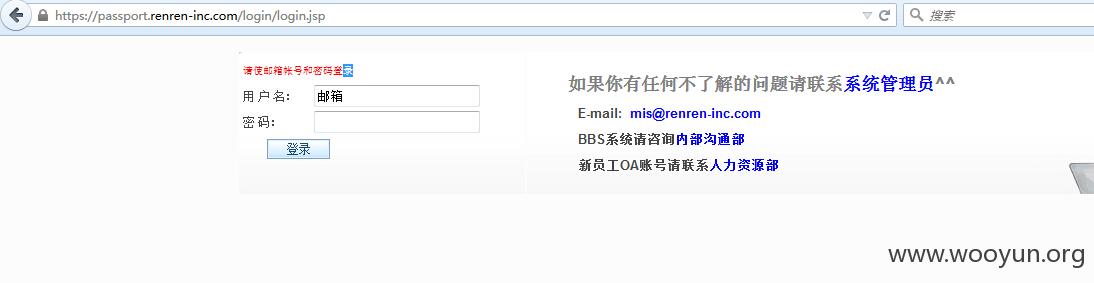 https://passport.renren-inc.com/login/login.jsp
搜索
请使邮箱帐号和密码登录
用 户 名：
邮箱
密 码：
登录
如果你有任何不了解的问题请联系系统管理员^^
E-mail: mis@renren-inc.com
BBS系统请咨询内部沟通部
新员工OA账号请联系人力资源部
www.wooyun.org